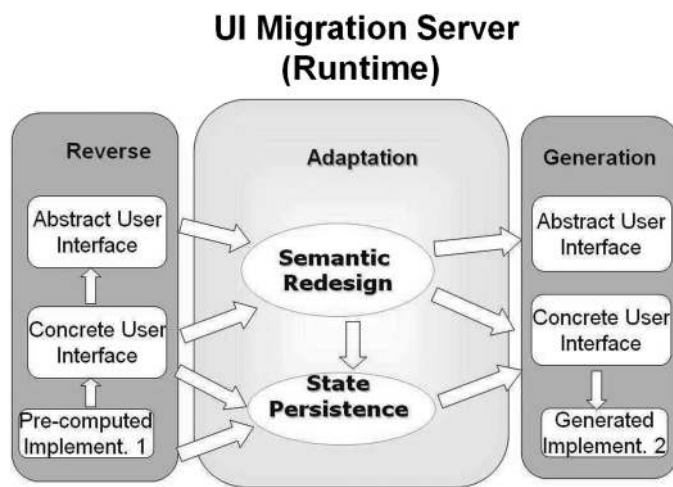 UI Migration Server
(Runtime)
Reverse
Abstract User
Interface
Concrete User
Interface
Pre-computed
Implement. 1
Adaptation
Semantic
Redesign
State
Persistence
Generation
Abstract User
Interface
Concrete User
Interface
Generated
Implement. 2